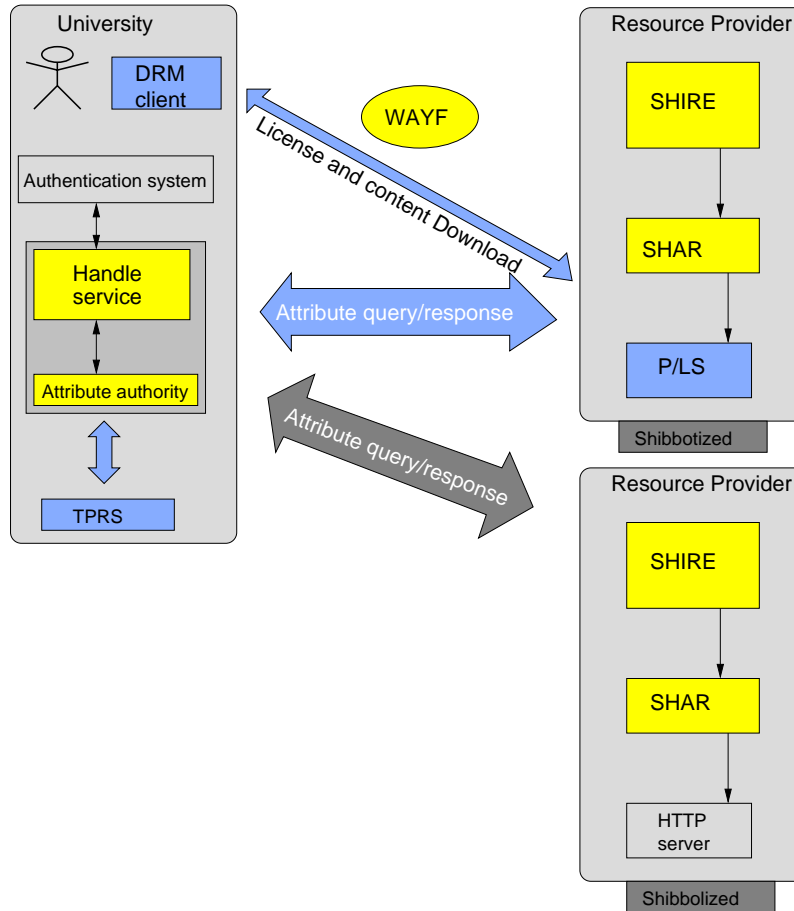 University
DRM
client
Authentication system
Handle
service
Attribute authority
TPRS
WAYF
License and content Download
Attribute query/response
Attribute query/response
Resource Provider
SHIRE
SHAR
P/LS
Shibbotized
Resource Provider
SHIRE
SHAR
HTTP
server
Shibbolized